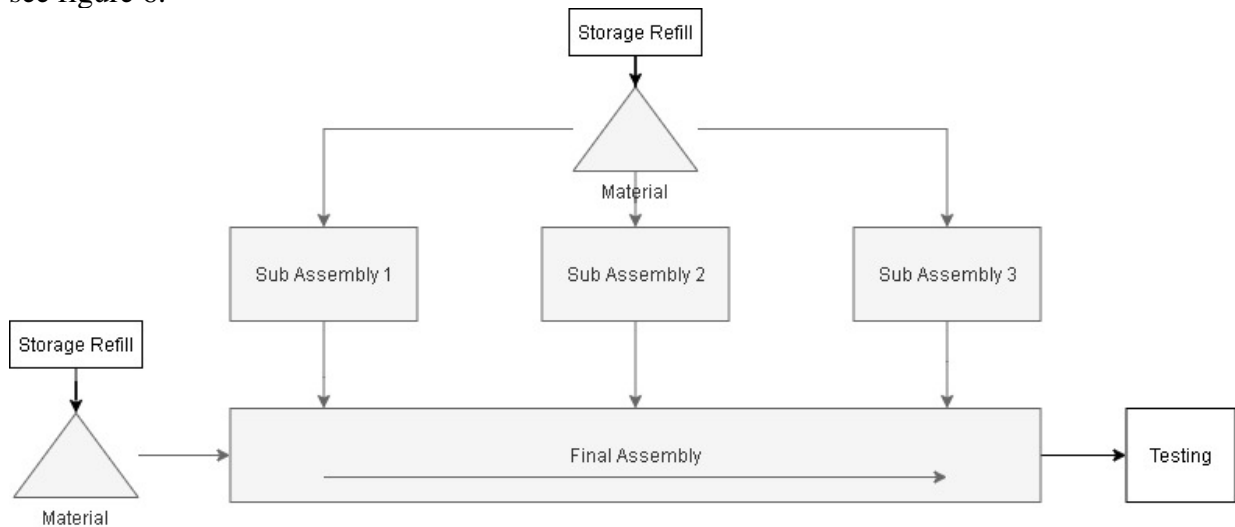 see figure 6.
Storage Refill
Material
Sub Assembly 1
Sub Assembly 2
Sub Assembly 3
Storage Refill
Final Assembly
Testing
Material